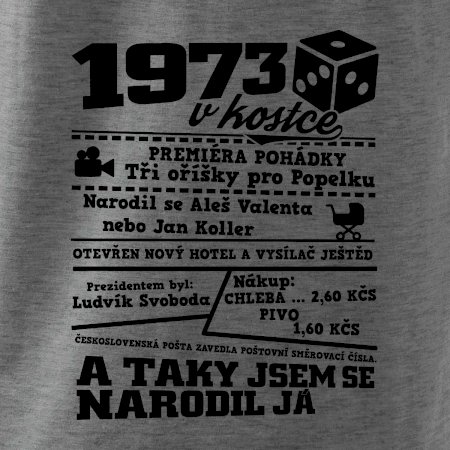 1973
v kostce
PREMIÉRA POHÁDKY
Tři oříšky pro Popelku
Narodil se Aleš Valenta
nebo Jan Koller
OTEVŘEN NOVÝ HOTEL A VYSÍLAČ JEŠTĚD
Prezidentem byl:
Ludvík Svoboda
Nákup:
CHLEBA ... 2,60 KČS
PIVO
1,60 KČS
ČESKOSLOVENSKÁ POŠTA ZAVEDLA POŠTOVNÍ SMĚROVACÍ ČÍSLA.
A TAKY JSEM SE
NARODIL JÁ